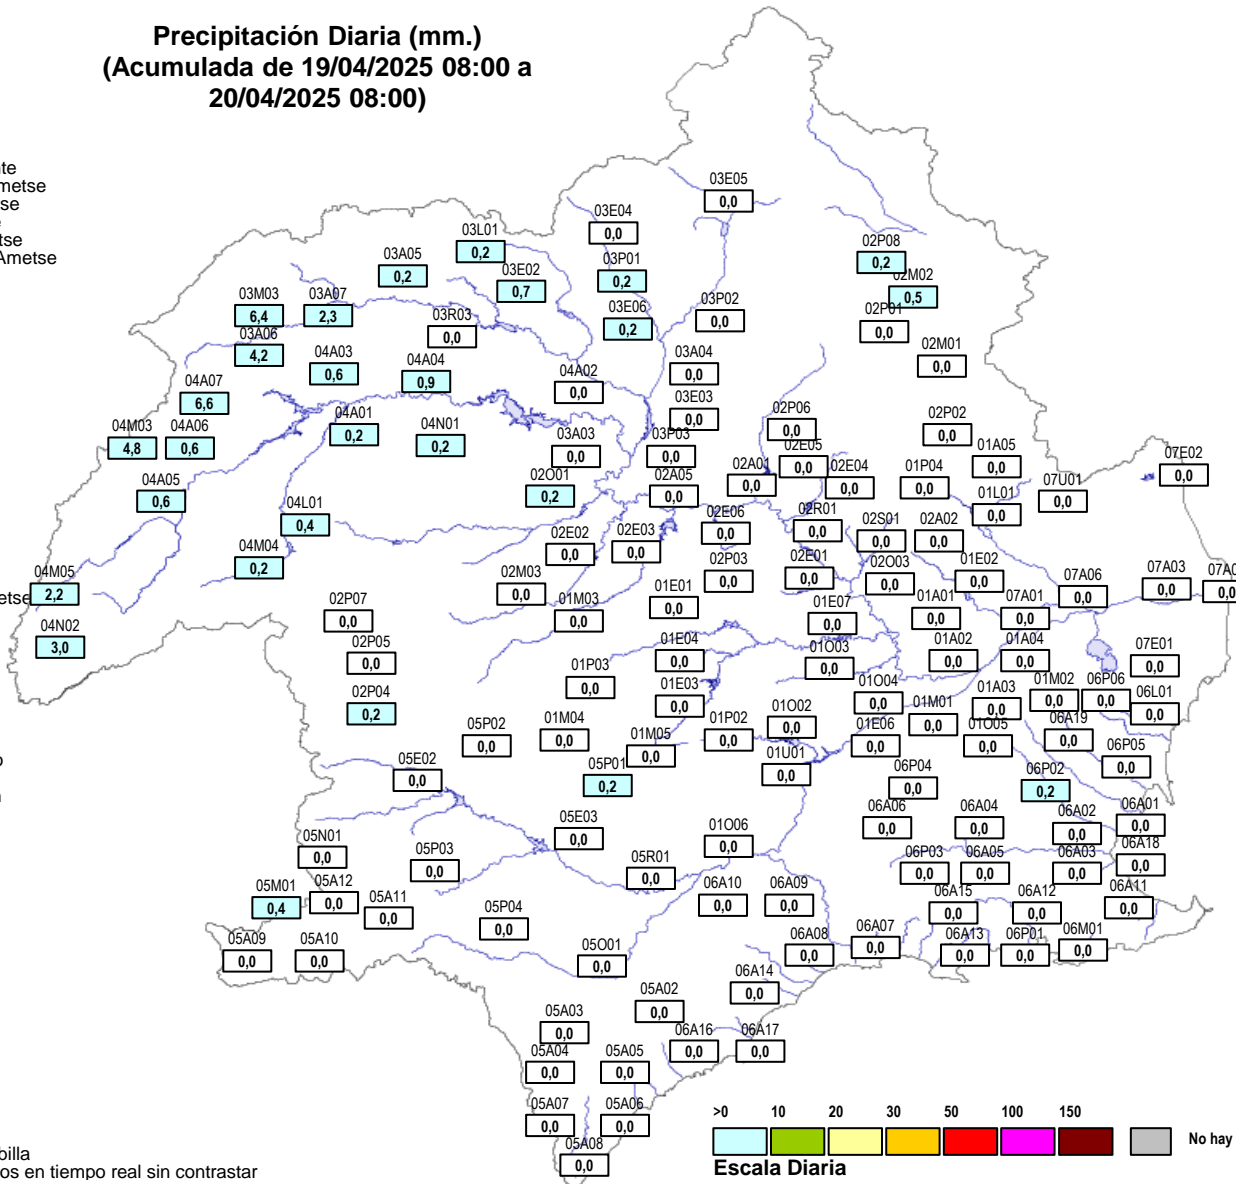 Precipitación Diaria (mm.)
(Acumulada de 19/04/2025 08:00 a
20/04/2025 08:00)
03E05
0,0
03E04
0,0
03L01
0,2
03A05
0,2
03E02
0,7
03P01
0,2
02P08
0,2
02M02
0,5
03M03
6,4
03A07
2,3
03R03
0,0
03E06
0,2
03P02
0,0
02P01
0,0
03A06
4,2
04A03
0,6
04A04
0,9
04A02
0,0
03A04
0,0
02M01
0,0
04A07
6,6
03E03
0,0
04M03
4,8
04A06
0,6
04A01
0,2
04N01
0,2
03A03
0,0
03P03
0,0
02P06
0,0
02P02
0,0
02E05
0,0
01A05
0,0
07E02
0,0
04A05
0,6
02O01
0,2
02A05
0,0
02A01
0,0
02E04
0,0
01P04
0,0
07U01
0,0
04L01
0,4
01L01
0,0
02E06
0,0
02R01
0,0
02S01
0,0
02A02
0,0
04M04
0,2
02E02
0,0
02E03
0,0
04M05
2,2
02M03
0,0
02P03
0,0
02E01
0,0
02O03
0,0
01E02
0,0
07A06
0,0
07A03
0,0
07A0
0,0
04N02
3,0
02P07
0,0
01M03
0,0
01E01
0,0
01E07
0,0
01A01
0,0
07A01
0,0
02P05
0,0
01E04
0,0
01O03
0,0
01A02
0,0
01A04
0,0
07E01
0,0
02P04
0,2
01P03
0,0
01E03
0,0
01O04
0,0
01A03
0,0
01M02
0,0
06P06
0,0
06L01
0,0
05P02
0,0
01M04
0,0
01M05
0,0
01P02
0,0
01O02
0,0
01E06
0,0
01M01
0,0
01O05
0,0
06A19
0,0
06P05
0,0
05E02
0,0
05P01
0,2
01U01
0,0
06P04
0,0
06P02
0,2
05E03
0,0
01O06
0,0
06A06
0,0
06A04
0,0
06A02
0,0
06A01
0,0
05N01
0,0
05P03
0,0
05R01
0,0
06P03
0,0
06A05
0,0
06A03
0,0
06A18
0,0
05M01
0,4
05A12
0,0
05A11
0,0
05P04
0,0
06A10
0,0
06A09
0,0
06A15
0,0
06A12
0,0
06A11
0,0
05A09
0,0
05A10
0,0
05O01
0,0
06A08
0,0
06A07
0,0
06A13
0,0
06P01
0,0
06M01
0,0
05A03
0,0
05A02
0,0
06A14
0,0
05A04
0,0
05A05
0,0
06A16
0,0
06A17
0,0
05A07
0,0
05A06
0,0
05A08
0,0
te
metse
se
tse
Ametse
etse
o
billa
os en tiempo real sin contrastar
>0 10 20 30 50 100 150
No hay
Escala Diaria